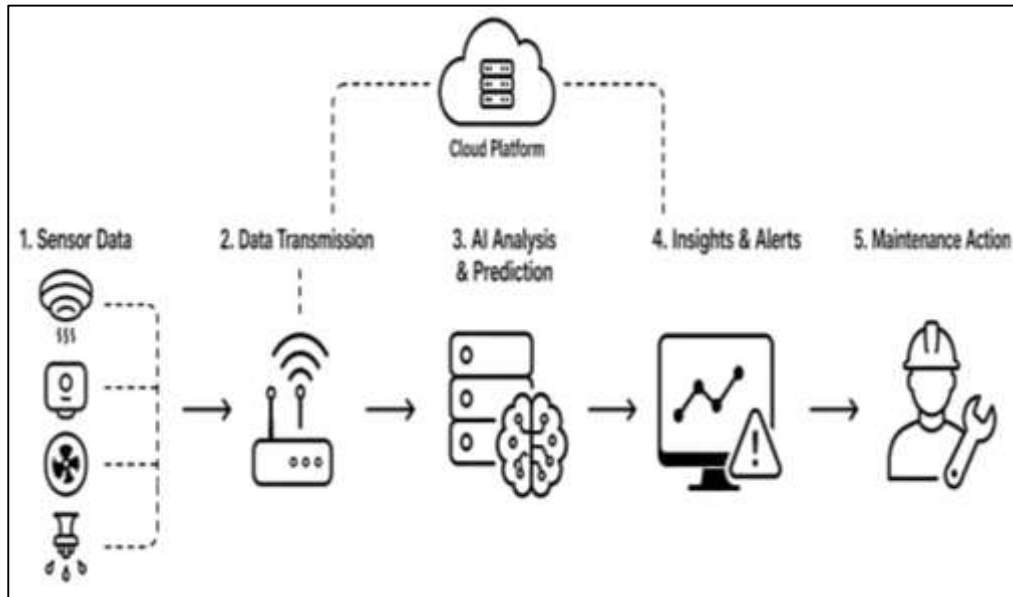 Cloud Platform
1. Sensor Data
2. Data Transmission
3. AI Analysis
& Prediction
4. Insights & Alerts
5. Maintenance Action